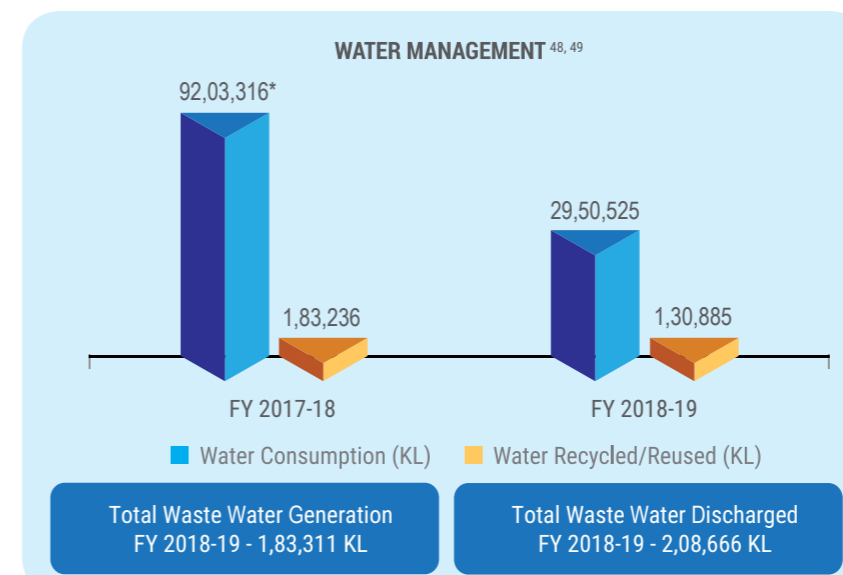 WATER MANAGEMENT 48, 49
92,03,316*
29,50,525
1,83,236
1,30,885
FY 2017-18
FY 2018-19
Water Consumption (KL)
Water Recycled/Reused (KL)
Total Waste Water Generation
FY 2018-19 - 1,83,311 KL
Total Waste Water Discharged
FY 2018-19 - 2,08,666 KL